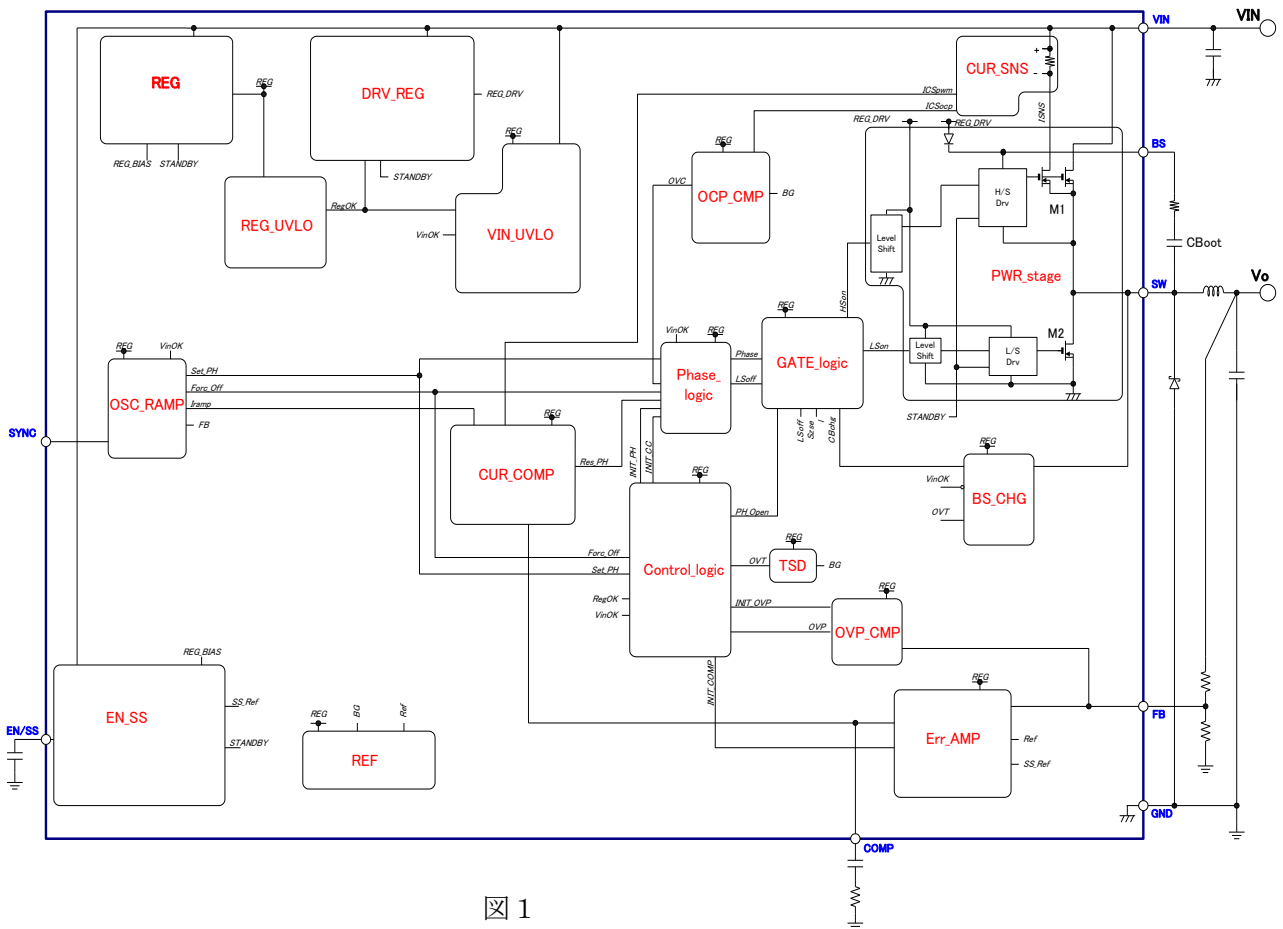 VIN
VIN
REG
REG
DRV_REG
REG_DRV
CUR_SNS
+
-
ICSpwm
ICSocp
ISNS
REG_DRV
REG_DRV
REG_BIAS
STANDBY
STANDBY
REG
REG_UVLO
RegOK
VinOK
VIN_UVLO
REG
OVC
OCP_CMP
BG
BS
H/S
Drv
M1
Level
Shift
PWR_stage
CBoot
SW
Vo
HSon
REG
VinOK
Set_PH
Forc_Off
Iramp
FB
OSC_RAMP
SYNC
VinOK
REG
Phase_
logic
Phase
LSoff
REG
GATE_logic
LSon
Level
Shift
L/S
Drv
M2
STANDBY
LSoff
CBchg
REG
CUR_COMP
Res_PH
INIT_PH
INIT_CC
REG
BS_CHG
VinOK
OVT
REG
Control_logic
Forc_Off
Set_PH
RegOK
VinOK
PH_Open
OVT
REG
TSD
BG
INIT_OVP
OVP
REG
OVP_CMP
INIT_COMP
REG_BIAS
EN_SS
SS_Ref
STANDBY
EN/SS
REG
BG
Ref
REF
REG
Err_AMP
Ref
SS_Ref
FB
GND
COMP
図 1